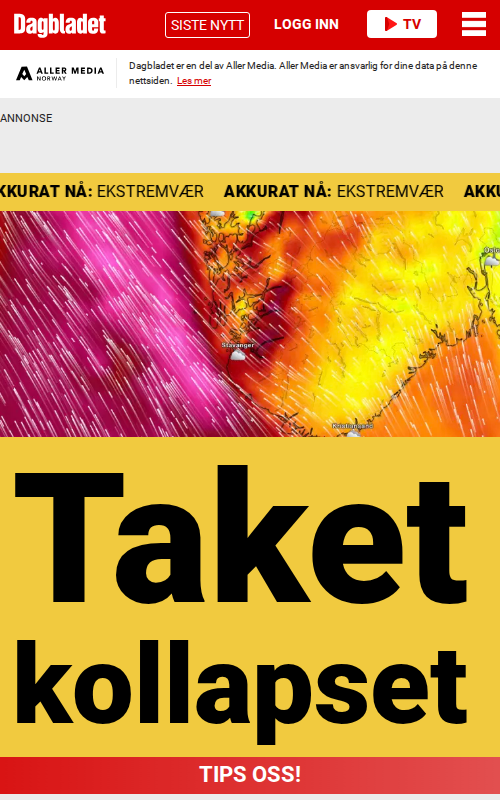 Dagbladet
SISTE NYTT
LOGG INN
TV
ALLER MEDIA
NORWAY
Dagbladet er en del av Aller Media. Aller Media er ansvarlig for dine data på denne
nettsiden. Les mer
ANNONSE
KKURAT NÅ: EKSTREMVÆR AKKURAT NÅ: EKSTREMVÆR AKKU
Stavanger
Kristiansand
Taket
kollapset
TIPS OSS!